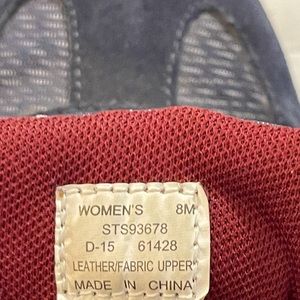 WOMEN'S 8M
STS93678
D-15 61428
LEATHER/FABRIC UPPER
MADE IN CHINA